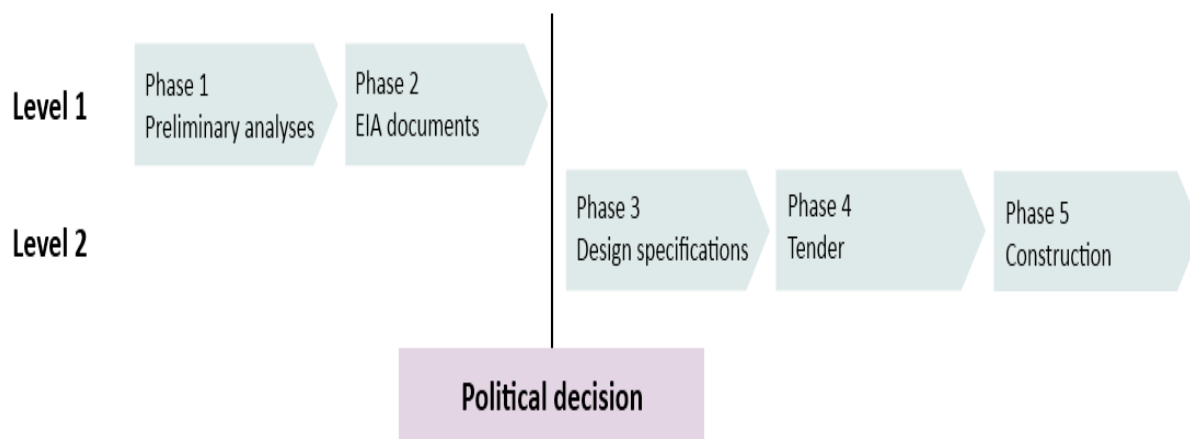 Level 1
Phase 1
Preliminary analyses
Phase 2
EIA documents
Level 2
Phase 3
Design specifications
Phase 4
Tender
Phase 5
Construction
Political decision